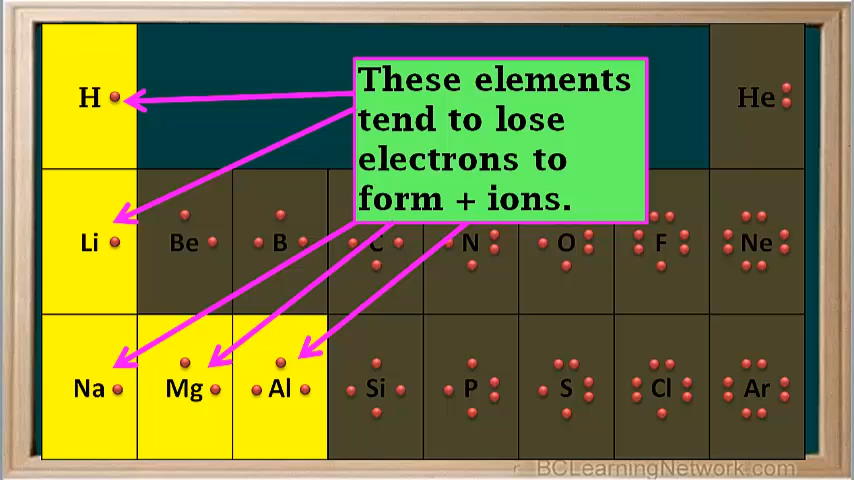 These elements
tend to lose
electrons to
form + ions.
H He
Li Be B C N O F Ne
Na Mg Al Si P S Cl Ar
BCLearningNetwork.com